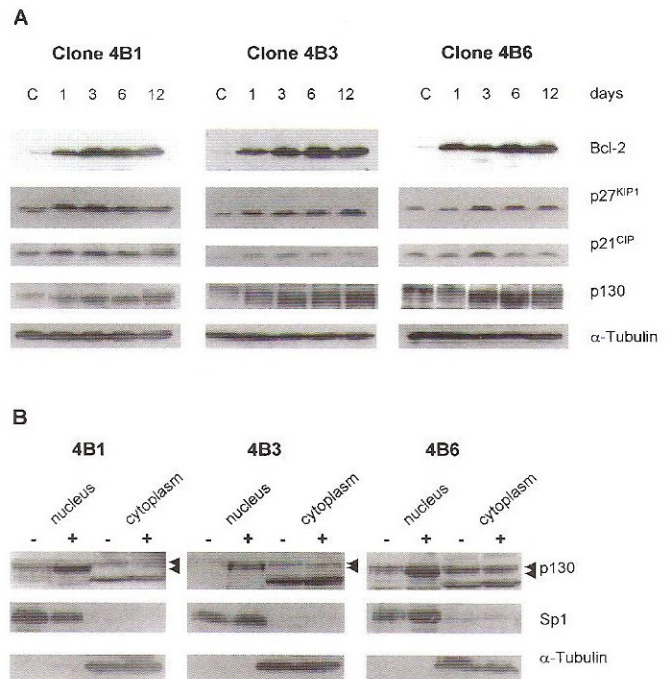 A
Clone 4B1 Clone 4B3 Clone 4B6
C 1 3 6 12 C 1 3 6 12 C 1 3 6 12 days
Bcl-2
p27KIP1
p21CIP
p130
α-Tubulin
B
4B1 4B3 4B6
nucleus cytoplasm nucleus cytoplasm nucleus cytoplasm
- + - + - + - + - + - +
p130
Sp1
α-Tubulin